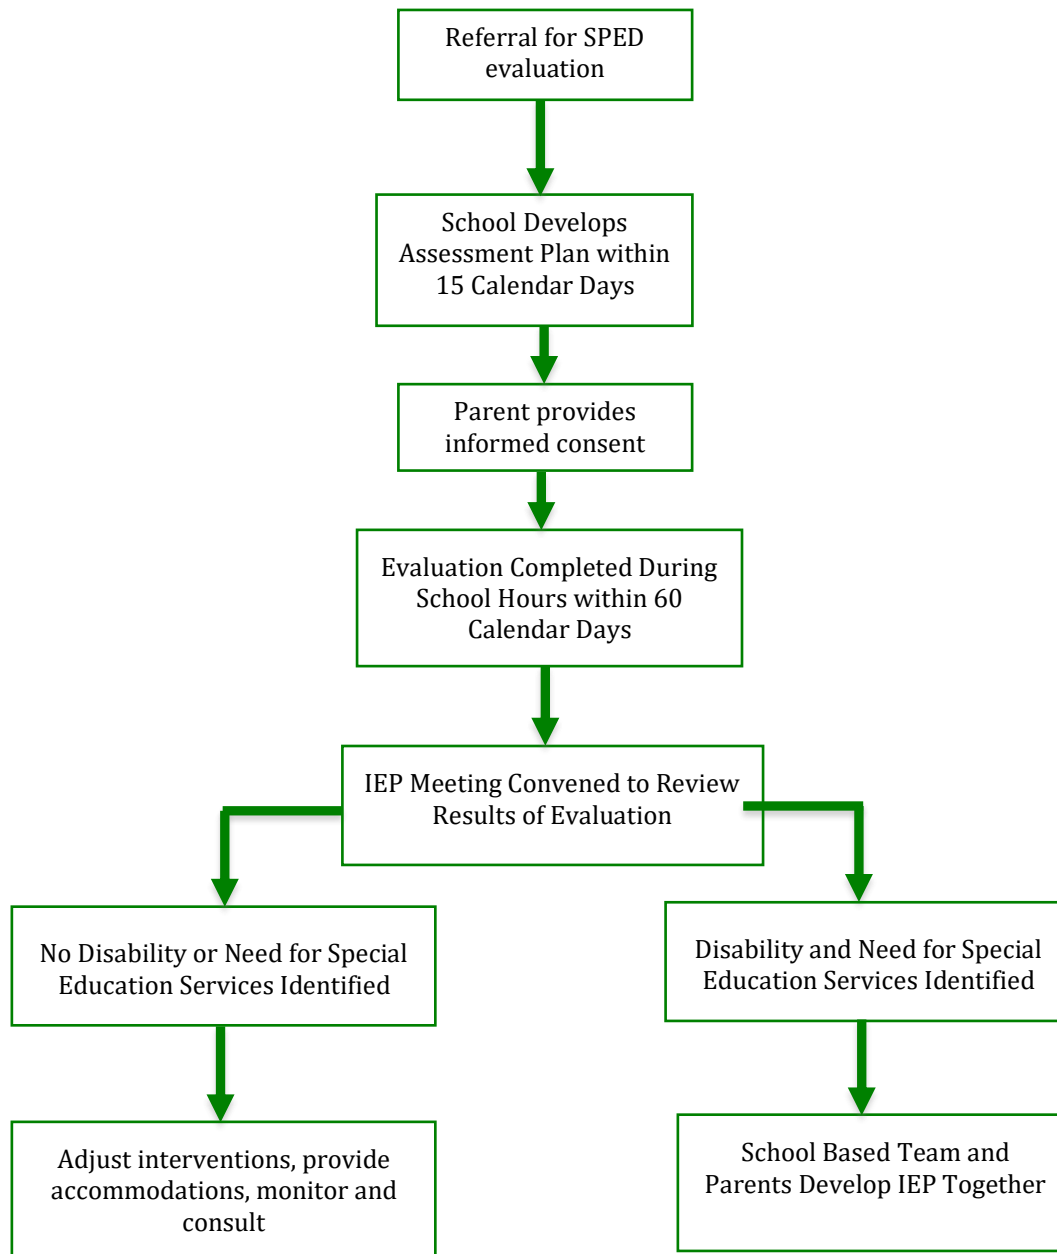 Referral for SPED
evaluation
School Develops
Assessment Plan within
15 Calendar Days
Parent provides
informed consent
Evaluation Completed During
School Hours within 60
Calendar Days
IEP Meeting Convened to Review
Results of Evaluation
No Disability or Need for Special
Education Services Identified
Disability and Need for Special
Education Services Identified
Adjust interventions, provide
accommodations, monitor and
consult
School Based Team and
Parents Develop IEP Together